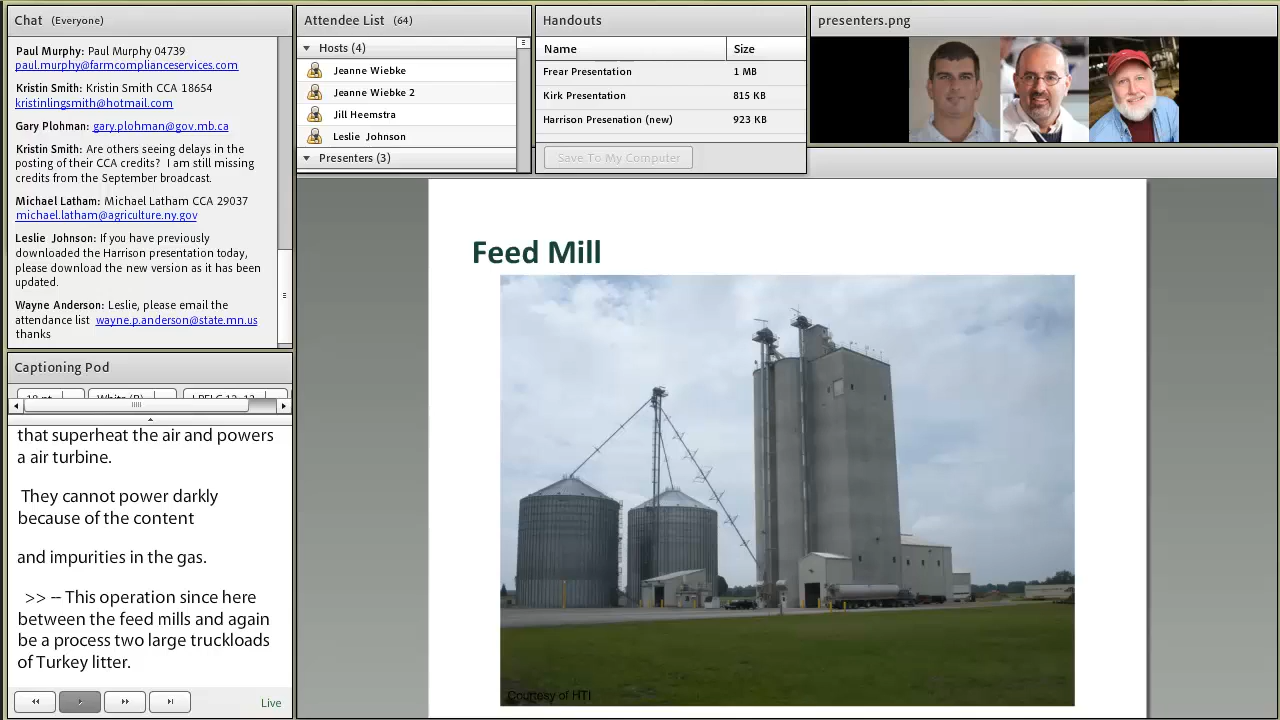 Chat (Everyone)
Paul Murphy: Paul Murphy 04739
paul.murphy@farmcomplianceservices.com
Kristin Smith: Kristin Smith CCA 18654
kristinlingsmith@hotmail.com
Gary Plohman: gary.plohman@gov.mb.ca
Kristin Smith: Are others seeing delays in the
posting of their CCA credits? I am still missing
credits from the September broadcast.
Michael Latham: Michael Latham CCA 29037
michael.latham@agriculture.ny.gov
Leslie Johnson: If you have previously
downloaded the Harrison presentation today,
please download the new version as it has been
updated.
Wayne Anderson: Leslie, please email the
attendance list wayne.p.anderson@state.mn.us
thanks
Captioning Pod
that superheat the air and powers
a air turbine.
They cannot power darkly
because of the content
and impurities in the gas.
>> -- This operation since here
between the feed mills and again
be a process two large truckloads
of Turkey litter.
Live
Attendee List (64)
Hosts (4)
Jeanne Wiebke
Jeanne Wiebke 2
Jill Heemstra
Leslie Johnson
Presenters (3)
Handouts
Name Size
Frear Presentation 1 MB
Kirk Presentation 815 KB
Harrison Presenation (new) 923 KB
Save To My Computer
presenters.png
Feed Mill
Courtesy of HTI